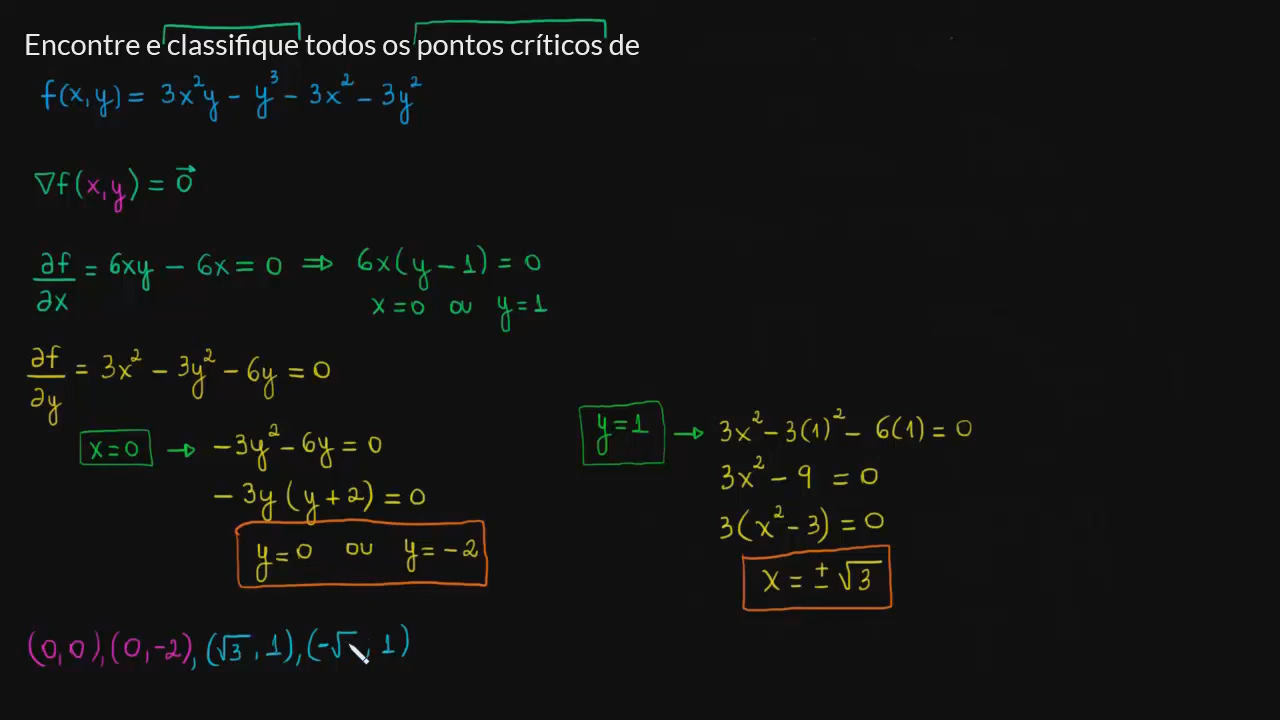 Encontre e classifique todos os pontos críticos de
f(x,y) = 3x²y - y³ - 3x² - 3y²
∇f(x,y) = 0⃗
∂f/∂x = 6xy - 6x = 0 ⇒ 6x(y - 1) = 0
x = 0 ou y = 1
∂f/∂y = 3x² - 3y² - 6y = 0
x = 0 → -3y² - 6y = 0
-3y(y + 2) = 0
y = 0 ou y = -2
y = 1 → 3x² - 3(1)² - 6(1) = 0
3x² - 9 = 0
3(x² - 3) = 0
x = ±√3
(0,0), (0,-2), (√3, 1), (-√ , 1)